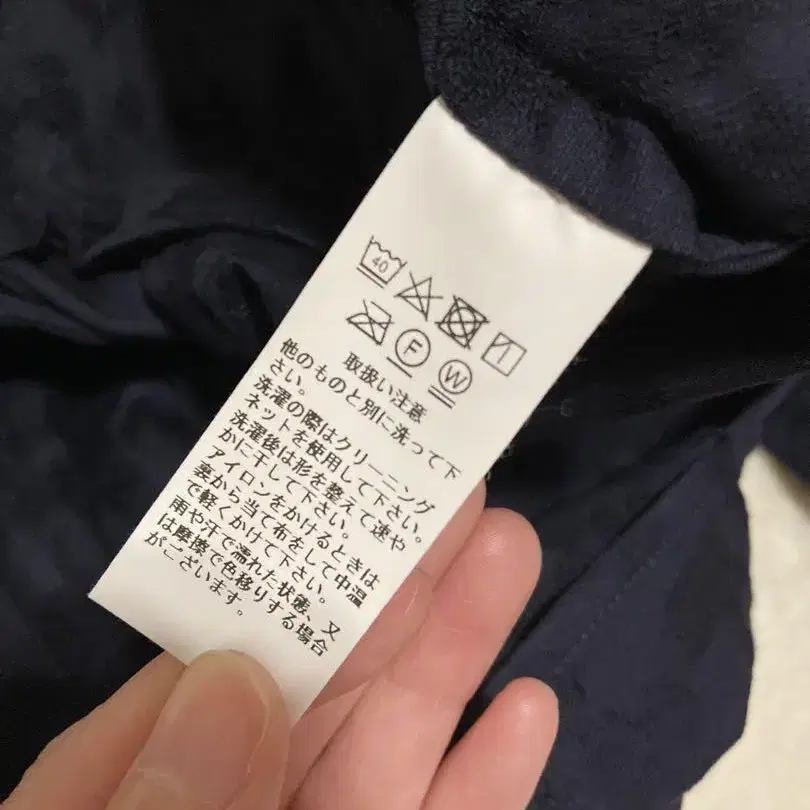 40
F W
取扱い注意
他のものと別に洗って下
さい。
洗濯の際はクリーニング
ネットを使用して下さい。
洗濯後は形を整えて速や
かに干して下さい。
アイロンをかけるときは
裏から当て布をして中温
で軽くかけて下さい。
雨や汗で濡れた状態、又
は摩擦で色移りする場合
がございます。